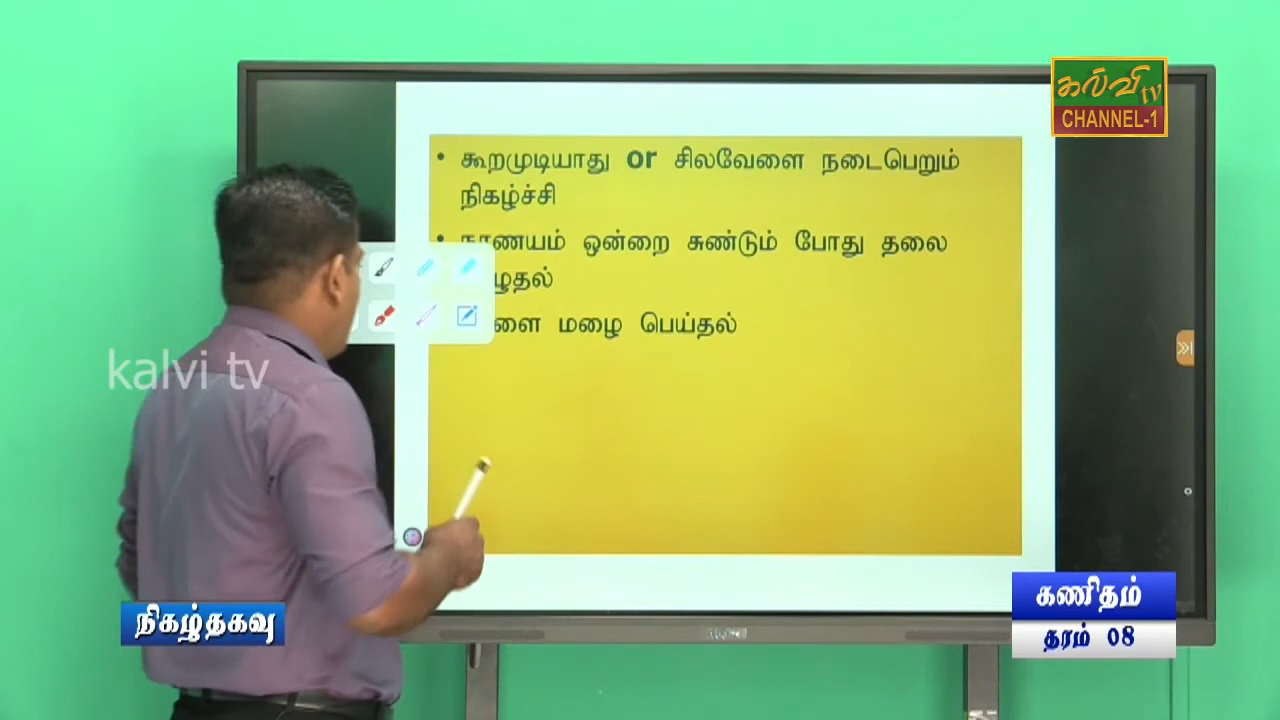 கல்வி tv
CHANNEL-1
• கூறமுடியாது or சிலவேளை நடைபெறும்
நிகழ்ச்சி
• நாணயம் ஒன்றை சுண்டும் போது தலை
மழை பெய்தல்
kalvi tv
நிகழ்தகவு
கணிதம்
தரம் 08